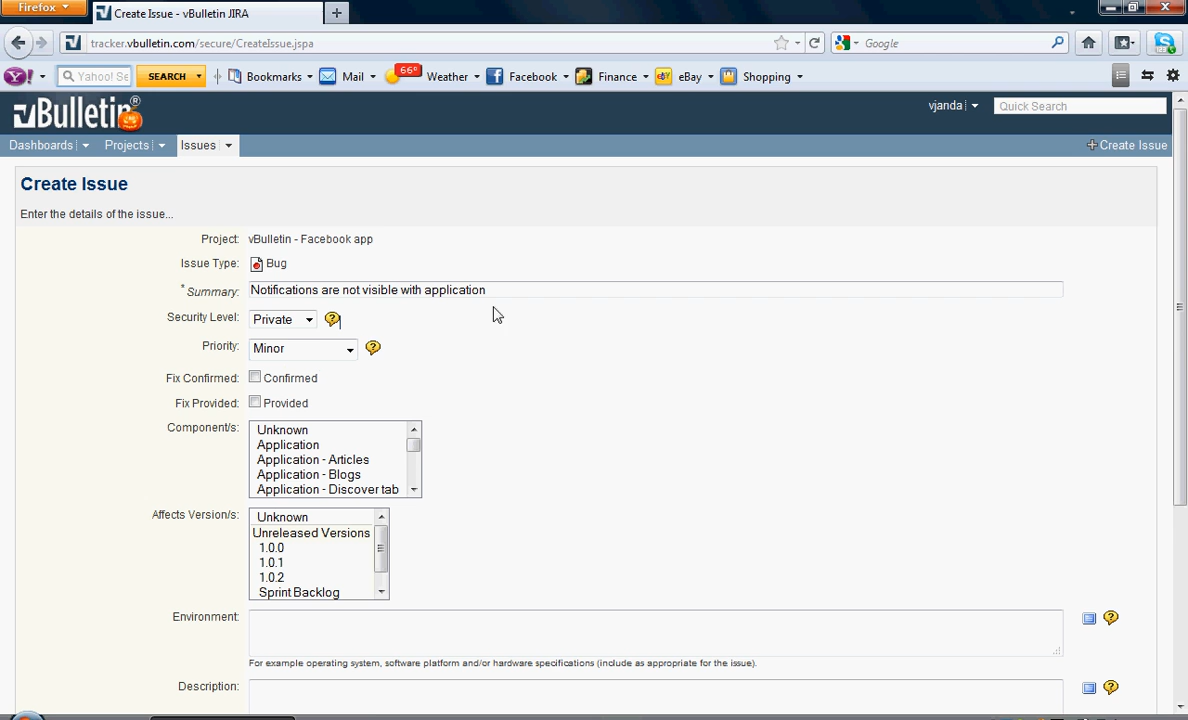 Firefox
Create Issue - vBulletin JIRA
tracker.vbulletin.com/secure/CreateIssue.jspa
Google
Y!
Yahoo! Se
SEARCH
Bookmarks
Mail
66°
Weather
Facebook
Finance
eBay
Shopping
vBulletin®
vjanda
Quick Search
Dashboards
Projects
Issues
Create Issue
Create Issue
Enter the details of the issue...
Project: vBulletin - Facebook app
Issue Type: Bug
* Summary: Notifications are not visible with application
Security Level: Private
Priority: Minor
Fix Confirmed: Confirmed
Fix Provided: Provided
Component/s: Unknown
Application
Application - Articles
Application - Blogs
Application - Discover tab
Affects Version/s: Unknown
Unreleased Versions
1.0.0
1.0.1
1.0.2
Sprint Backlog
Environment:
For example operating system, software platform and/or hardware specifications (include as appropriate for the issue).
Description: